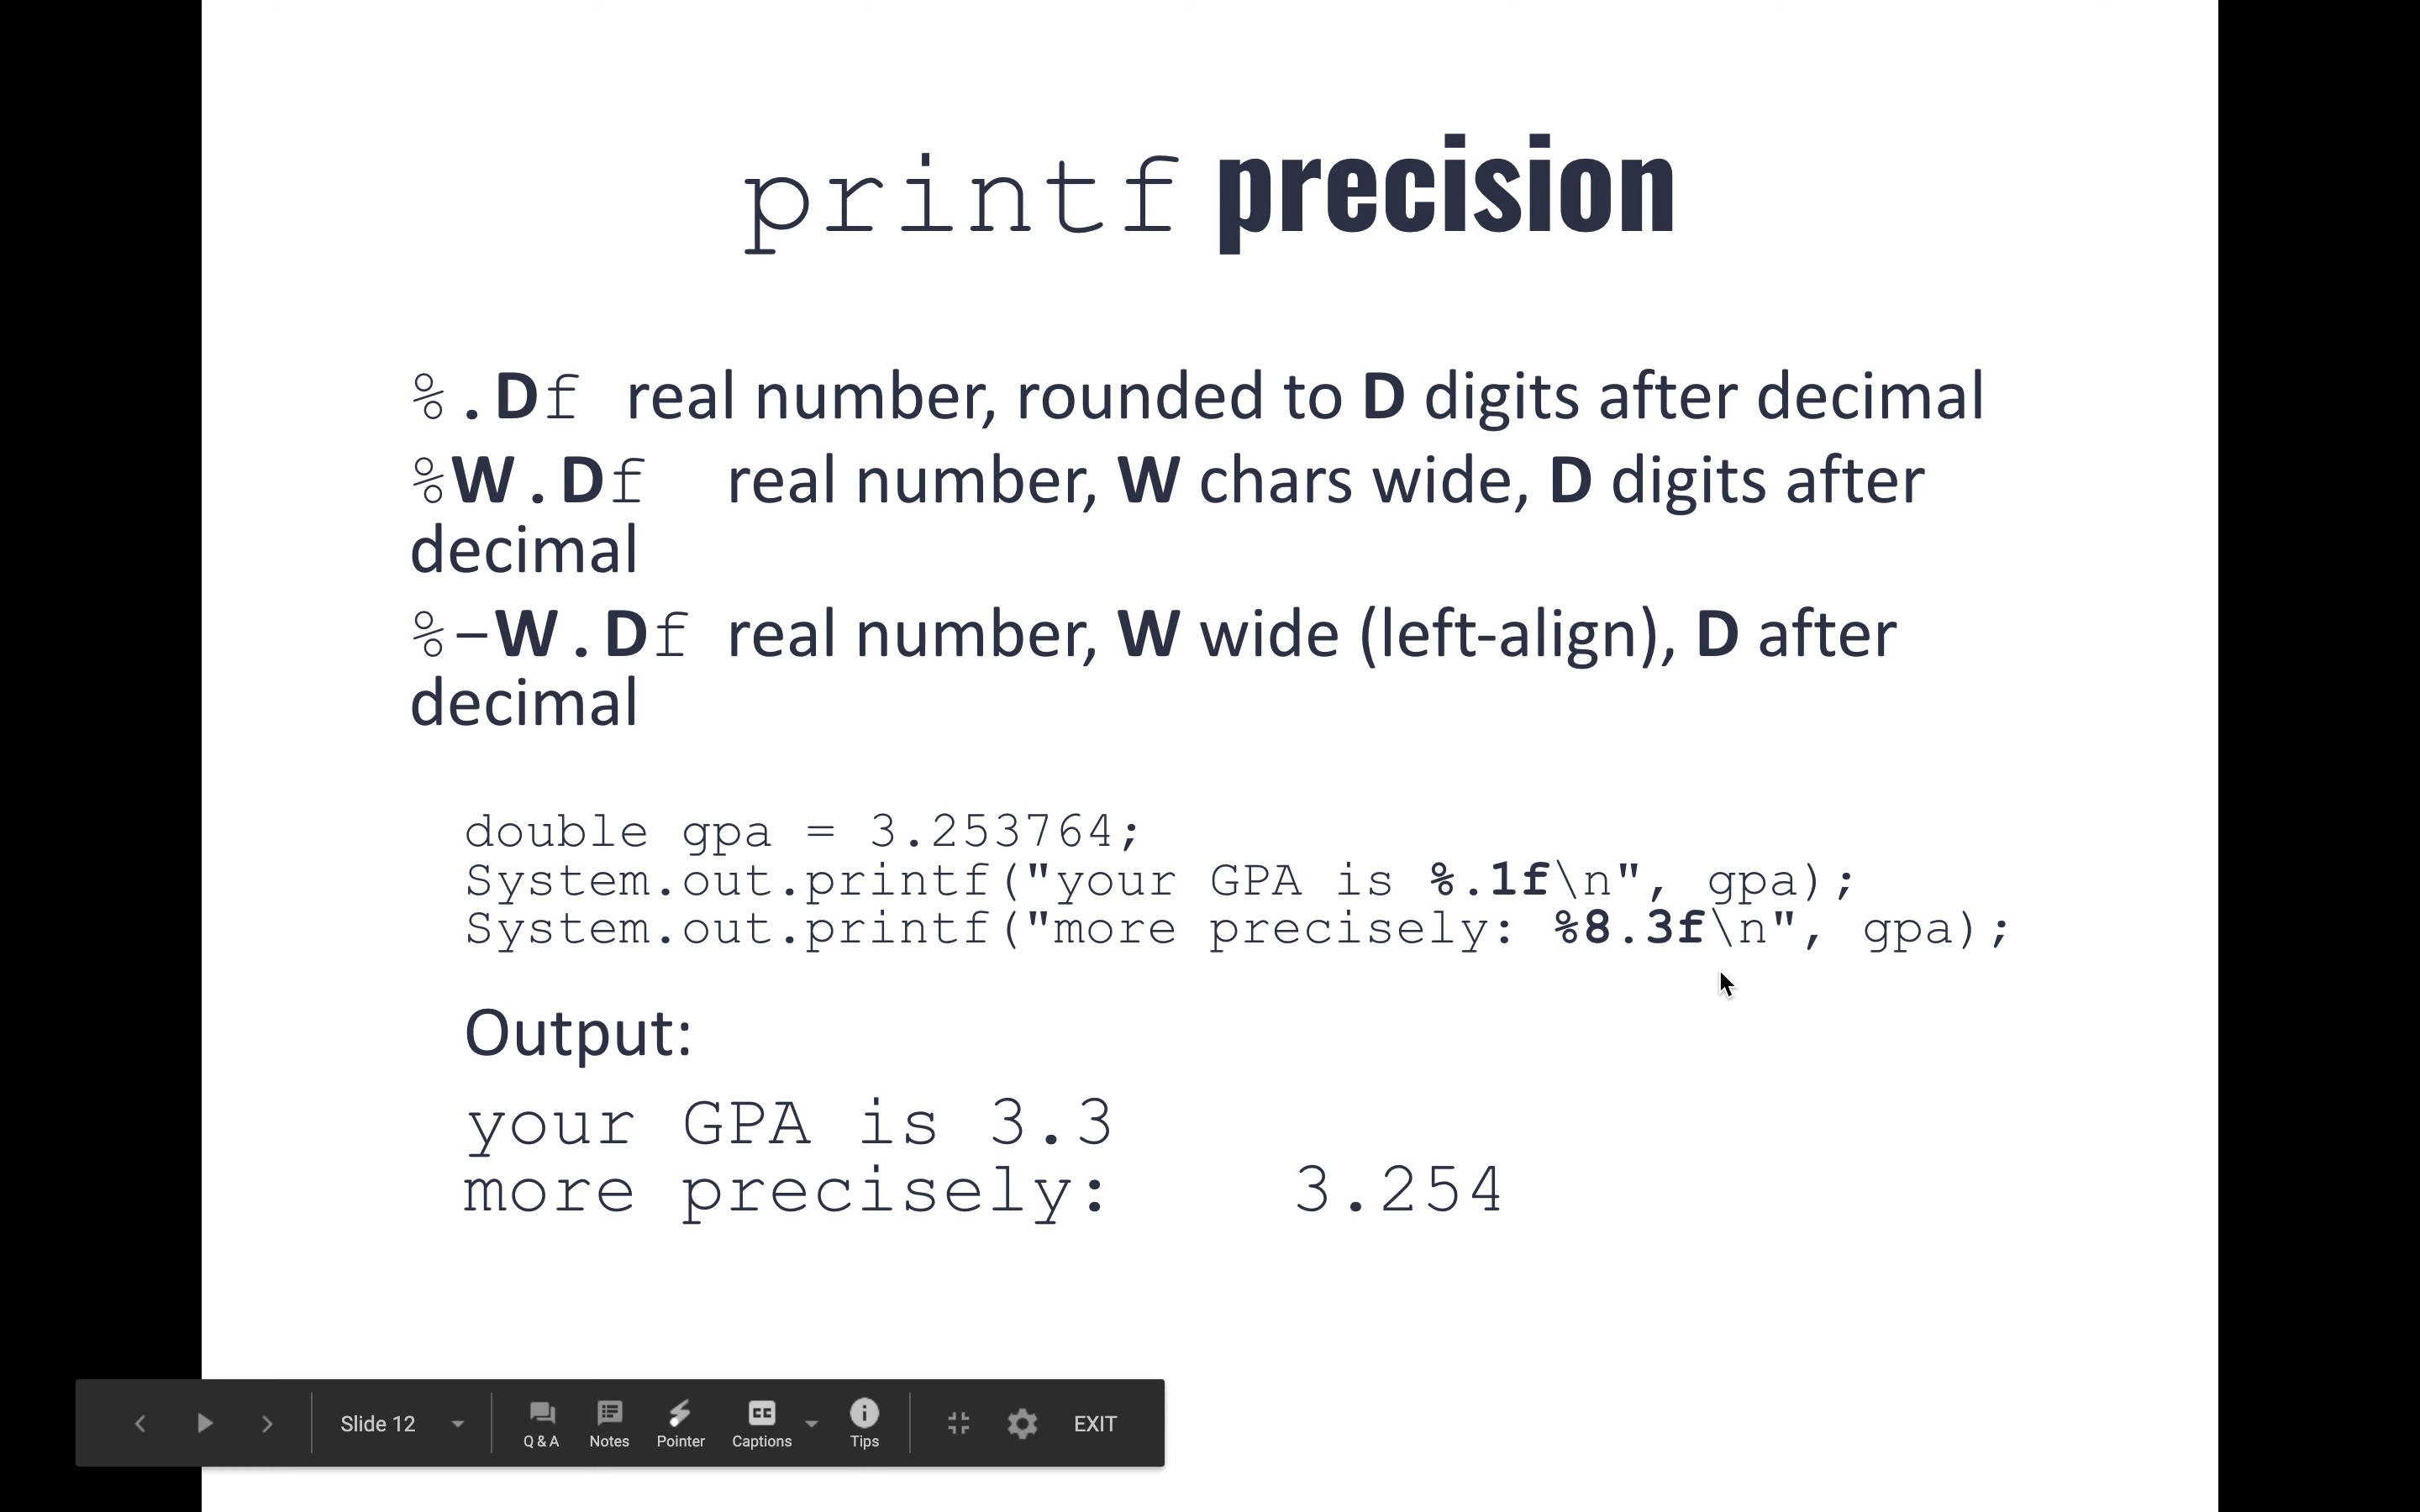 printf precision
%.Df real number, rounded to D digits after decimal
%W.Df real number, W chars wide, D digits after
decimal
%-W.Df real number, W wide (left-align), D after
decimal
double gpa = 3.253764;
System.out.printf("your GPA is %.1f\n", gpa);
System.out.printf("more precisely: %8.3f\n", gpa);
Output:
your GPA is 3.3
more precisely:    3.254
Slide 12
Q & A Notes Pointer Captions Tips EXIT
CC